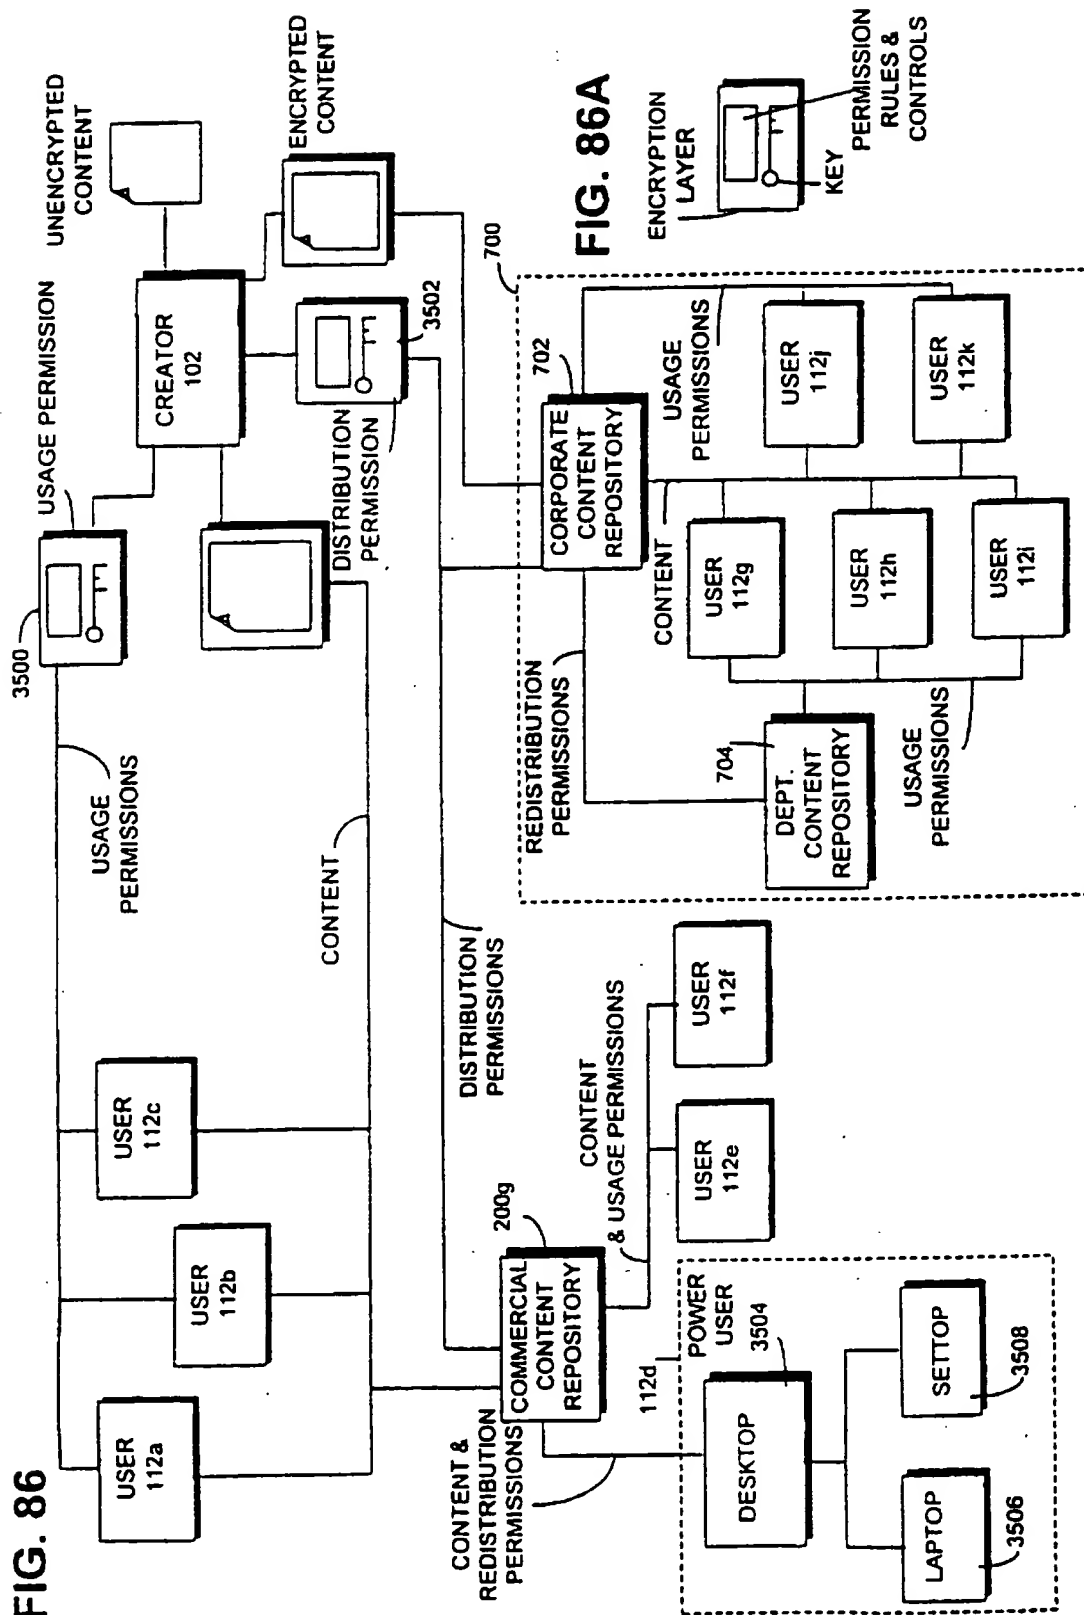 FIG. 86
USER
112a
USER
112b
USER
112c
USAGE
PERMISSIONS
3500
USAGE PERMISSION
CREATOR
102
UNENCRYPTED
CONTENT
ENCRYPTED
CONTENT
DISTRIBUTION
PERMISSION
3502
CONTENT
DISTRIBUTION
PERMISSIONS
CONTENT &
REDISTRIBUTION
PERMISSIONS
COMMERCIAL
CONTENT
REPOSITORY
200g
CONTENT
& USAGE PERMISSIONS
USER
112e
USER
112f
112d
POWER
USER
3504
DESKTOP
LAPTOP
3506
SETTOP
3508
700
702
CORPORATE
CONTENT
REPOSITORY
REDISTRIBUTION
PERMISSIONS
704
DEPT.
CONTENT
REPOSITORY
CONTENT
USAGE
PERMISSIONS
USER
112g
USER
112h
USER
112i
USAGE
PERMISSIONS
USER
112j
USER
112k
FIG. 86A
ENCRYPTION
LAYER
KEY
PERMISSION
RULES &
CONTROLS